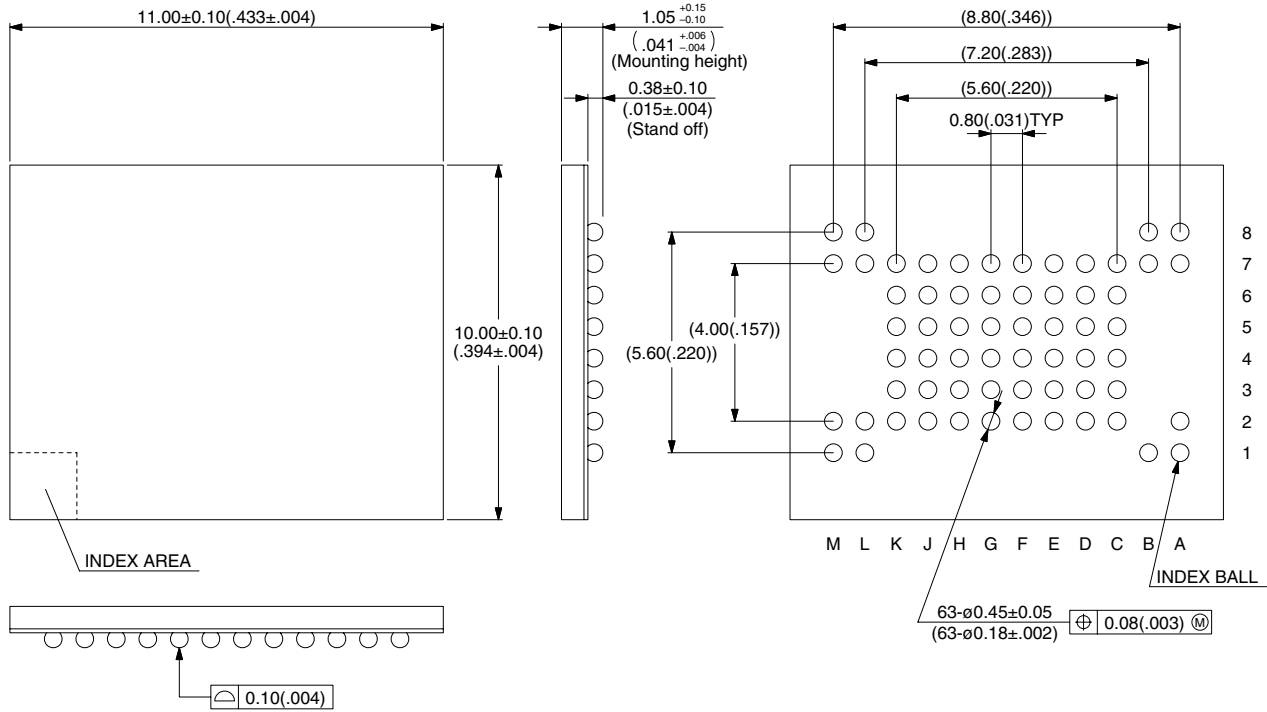 11.00±0.10(.433±.004)
1.05 +0.15 −0.10
(.041 +.006 −.004)
(Mounting height)
0.38±0.10
(.015±.004)
(Stand off)
(8.80(.346))
(7.20(.283))
(5.60(.220))
0.80(.031)TYP
10.00±0.10
(.394±.004)
(5.60(.220))
(4.00(.157))
8
7
6
5
4
3
2
1
M L K J H G F E D C B A
INDEX AREA
INDEX BALL
63-ø0.45±0.05
(63-ø0.18±.002)
⌖ 0.08(.003) Ⓜ
⌓ 0.10(.004)